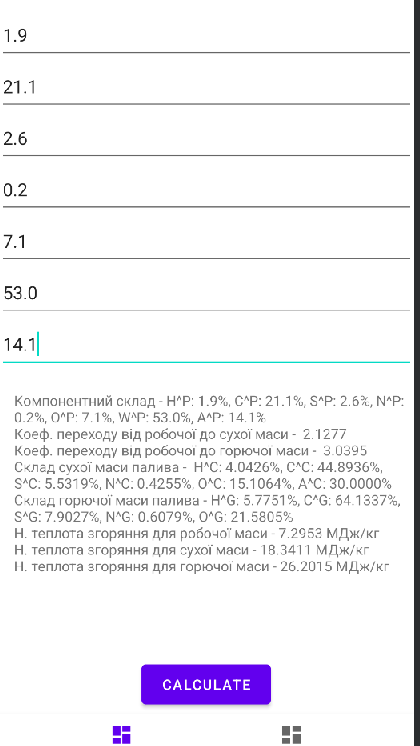 1.9
21.1
2.6
0.2
7.1
53.0
14.1
Компонентний склад - H^P: 1.9%, C^P: 21.1%, S^P: 2.6%, N^P:
0.2%, O^P: 7.1%, W^P: 53.0%, A^P: 14.1%
Коеф. переходу від робочої до сухої маси - 2.1277
Коеф. переходу від робочої до горючої маси - 3.0395
Склад сухої маси палива - H^C: 4.0426%, C^C: 44.8936%,
S^C: 5.5319%, N^C: 0.4255%, O^C: 15.1064%, A^C: 30.0000%
Склад горючої маси палива - H^G: 5.7751%, C^G: 64.1337%,
S^G: 7.9027%, N^G: 0.6079%, O^G: 21.5805%
Н. теплота згоряння для робочої маси - 7.2953 МДж/кг
Н. теплота згоряння для сухої маси - 18.3411 МДж/кг
Н. теплота згоряння для горючої маси - 26.2015 МДж/кг
CALCULATE